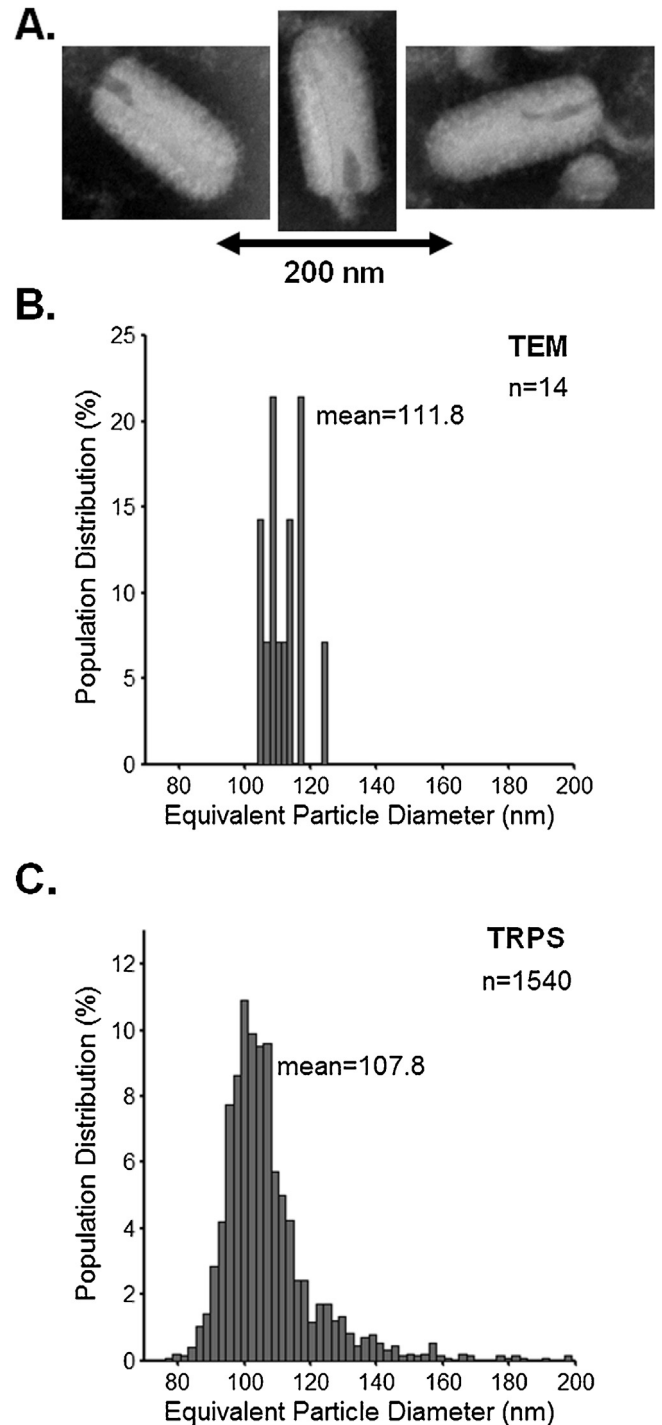 A.
200 nm
B.
TEM
n=14
mean=111.8
Population Distribution (%)
25
20
15
10
5
0
80 100 120 140 160 180 200
Equivalent Particle Diameter (nm)
C.
TRPS
n=1540
mean=107.8
Population Distribution (%)
12
10
8
6
4
2
0
80 100 120 140 160 180 200
Equivalent Particle Diameter (nm)